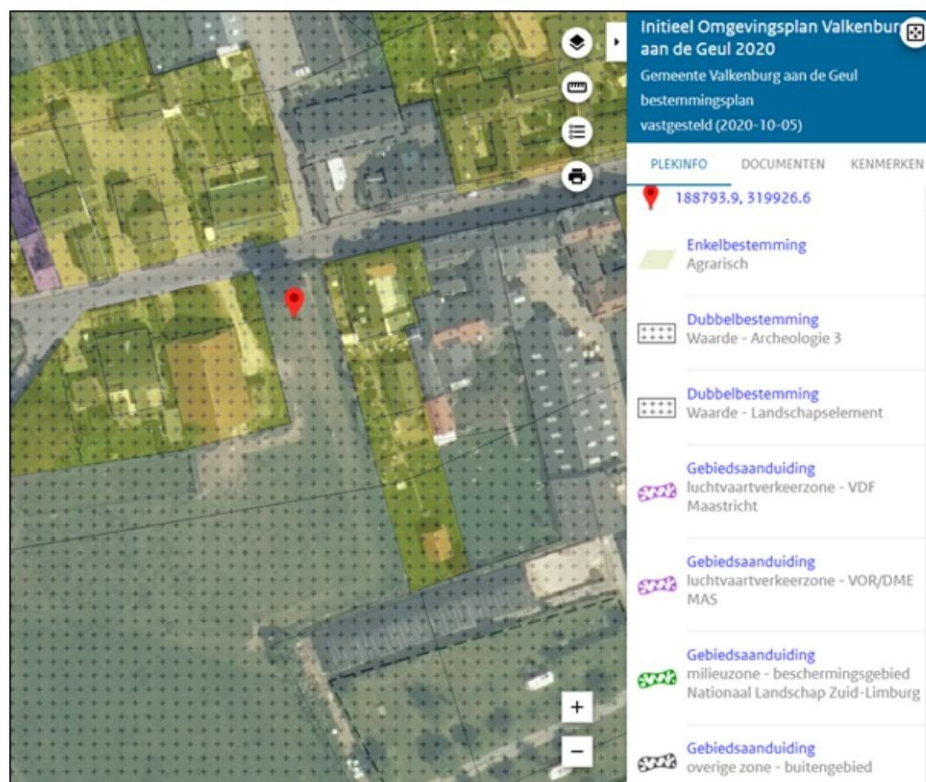 Initieel Omgevingsplan Valkenburg
aan de Geul 2020
Gemeente Valkenburg aan de Geul
bestemmingsplan
vastgesteld (2020-10-05)
PLEKINFO DOCUMENTEN KENMERKEN
188793.9, 319926.6
Enkelbestemming
Agrarisch
Dubbelbestemming
Waarde - Archeologie 3
Dubbelbestemming
Waarde - Landschapselement
Gebiedsaanduiding
luchtvaartverkeerzone - VDF
Maastricht
Gebiedsaanduiding
luchtvaartverkeerzone - VOR/DME
MAS
Gebiedsaanduiding
milieuzone - beschermingsgebied
Nationaal Landschap Zuid-Limburg
Gebiedsaanduiding
overige zone - buitengebied